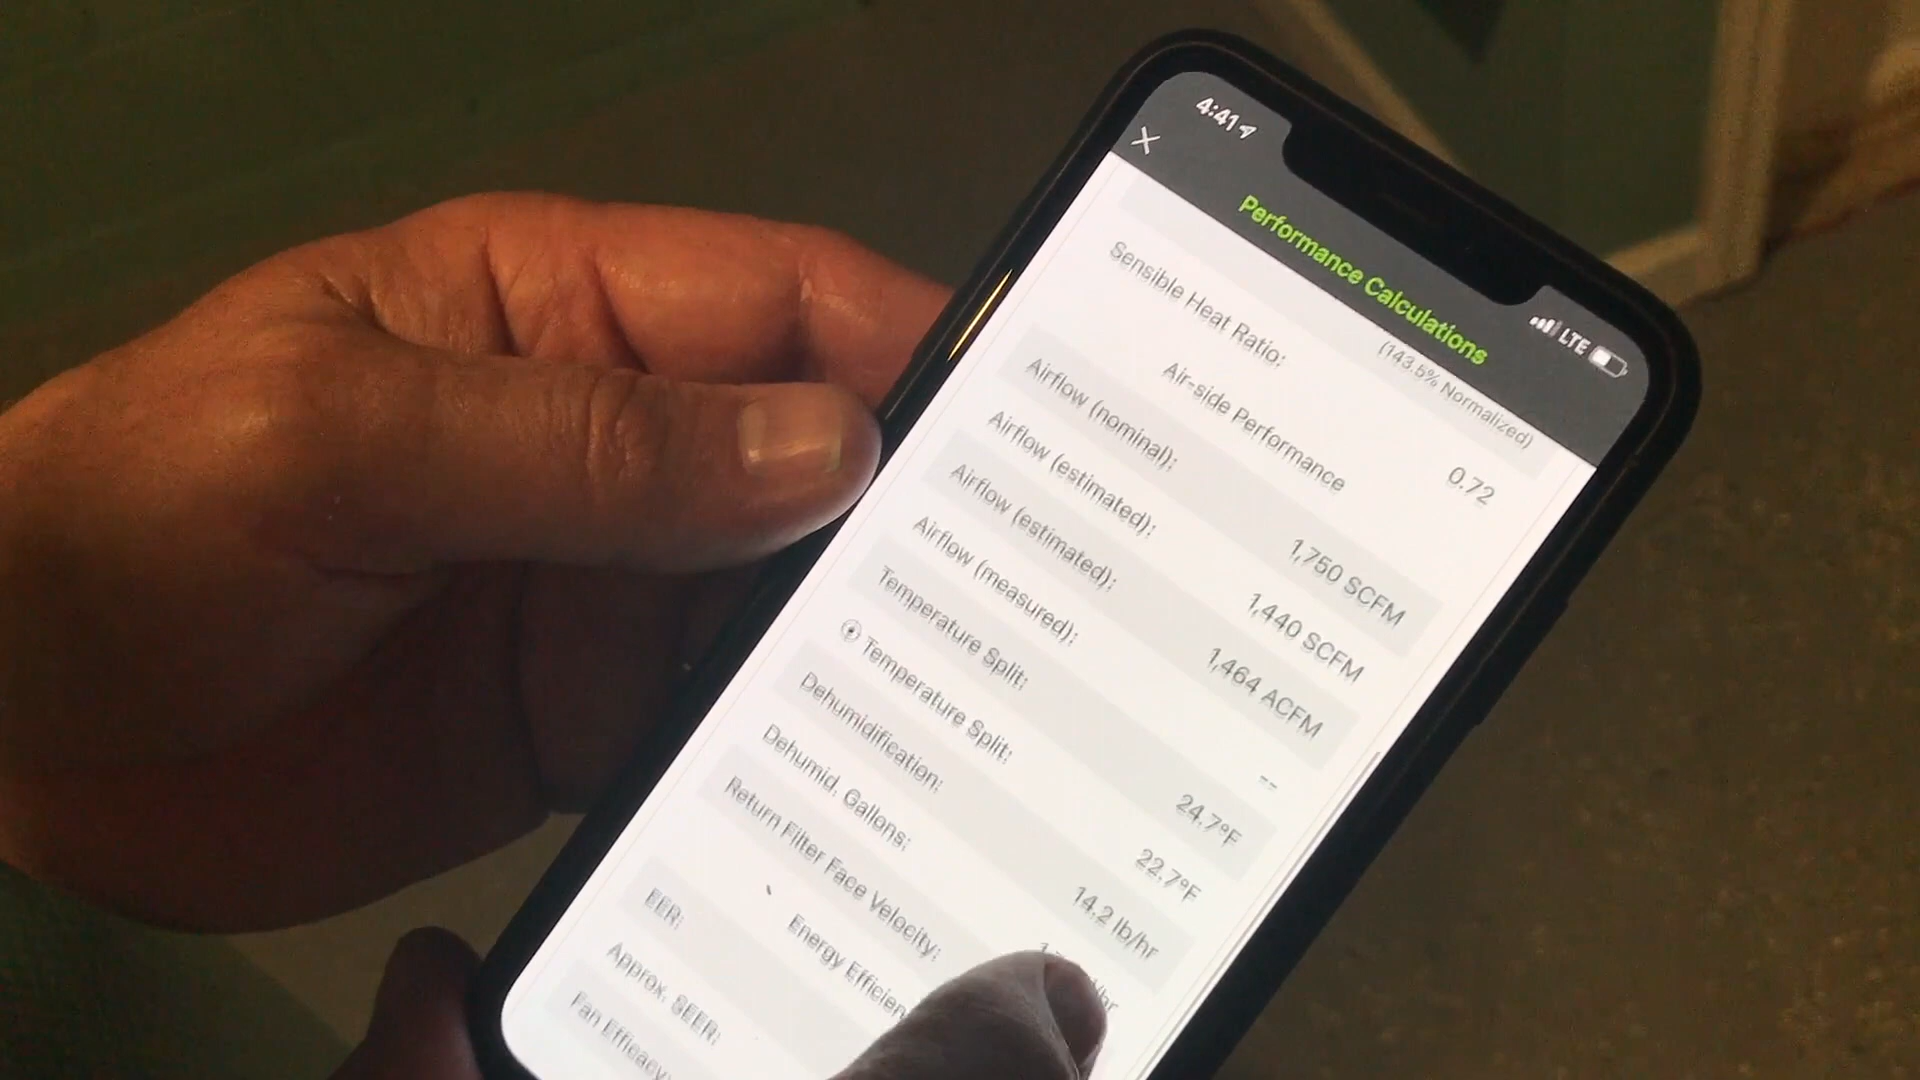 4:41
LTE
Performance Calculations
(143.5% Normalized)
Sensible Heat Ratio: 0.72
Air-side Performance
Airflow (nominal): 1,750 SCFM
Airflow (estimated): 1,440 SCFM
Airflow (estimated): 1,464 ACFM
Airflow (measured): --
Temperature Split: 24.7°F
Temperature Split: 22.7°F
Dehumidification: 14.2 lb/hr
Dehumid. Gallons:
Return Filter Face Velocity:
Energy Efficien
EER:
Approx. SEER:
Fan Efficacy: